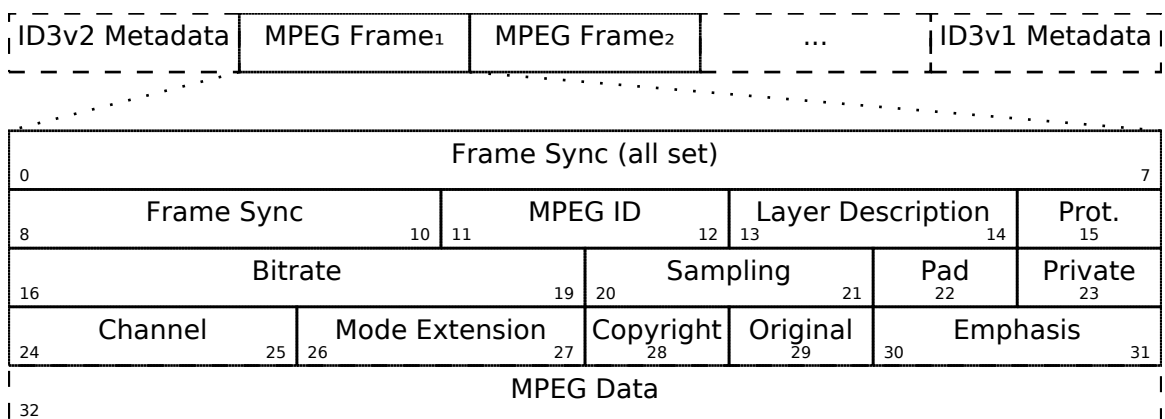 ID3v2 Metadata MPEG Frame₁ MPEG Frame₂ ... ID3v1 Metadata
Frame Sync (all set)
0 7
Frame Sync MPEG ID Layer Description Prot.
8 10 11 12 13 14 15
Bitrate Sampling Pad Private
16 19 20 21 22 23
Channel Mode Extension Copyright Original Emphasis
24 25 26 27 28 29 30 31
MPEG Data
32